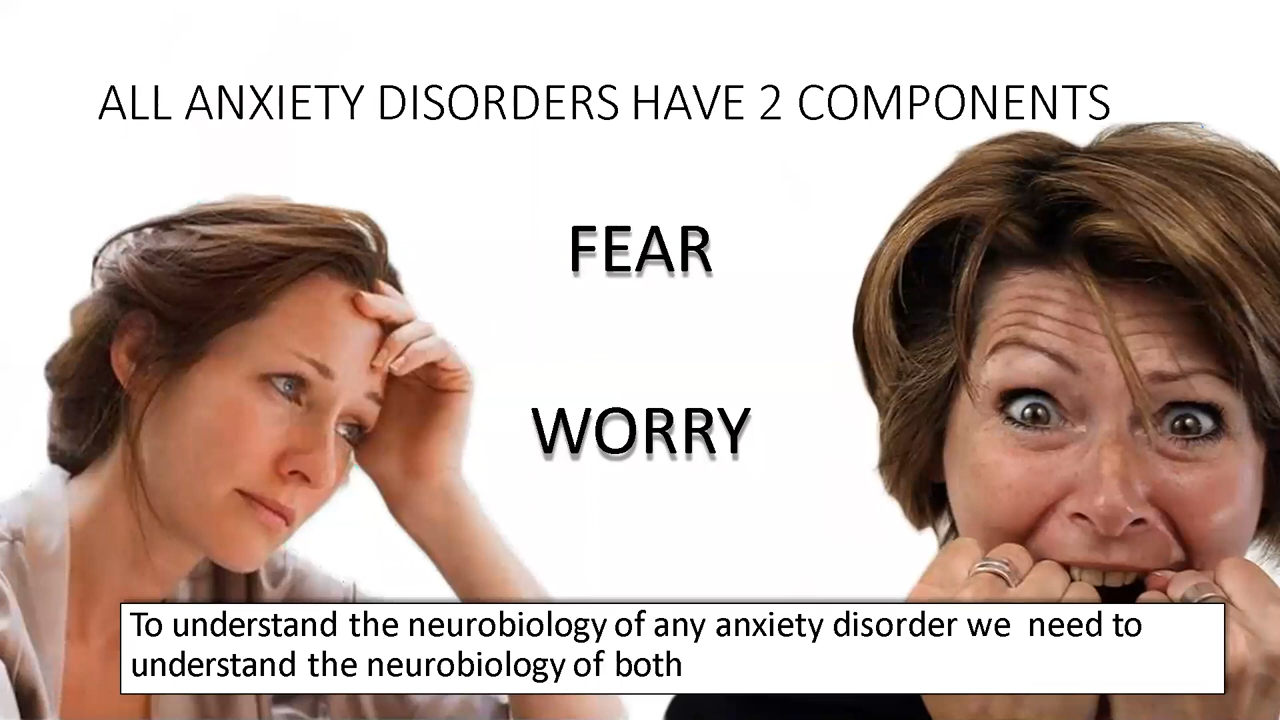 ALL ANXIETY DISORDERS HAVE 2 COMPONENTS
FEAR
WORRY
To understand the neurobiology of any anxiety disorder we need to
understand the neurobiology of both